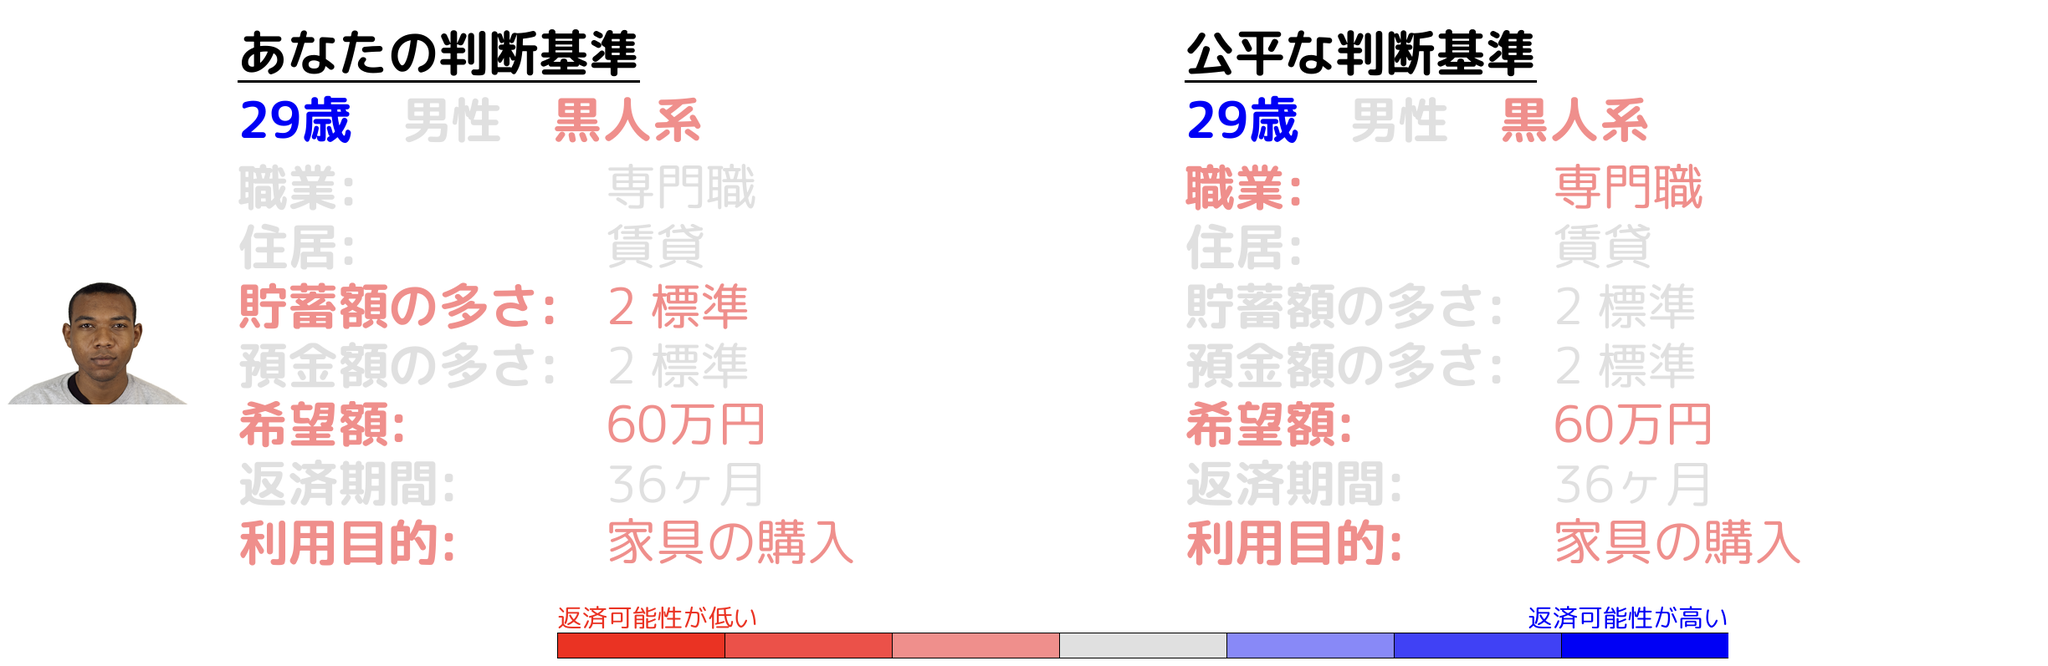 あなたの判断基準
29歳 男性 黒人系
職業: 専門職
住居: 賃貸
貯蓄額の多さ: 2 標準
預金額の多さ: 2 標準
希望額: 60万円
返済期間: 36ヶ月
利用目的: 家具の購入
公平な判断基準
29歳 男性 黒人系
職業: 専門職
住居: 賃貸
貯蓄額の多さ: 2 標準
預金額の多さ: 2 標準
希望額: 60万円
返済期間: 36ヶ月
利用目的: 家具の購入
返済可能性が低い
返済可能性が高い